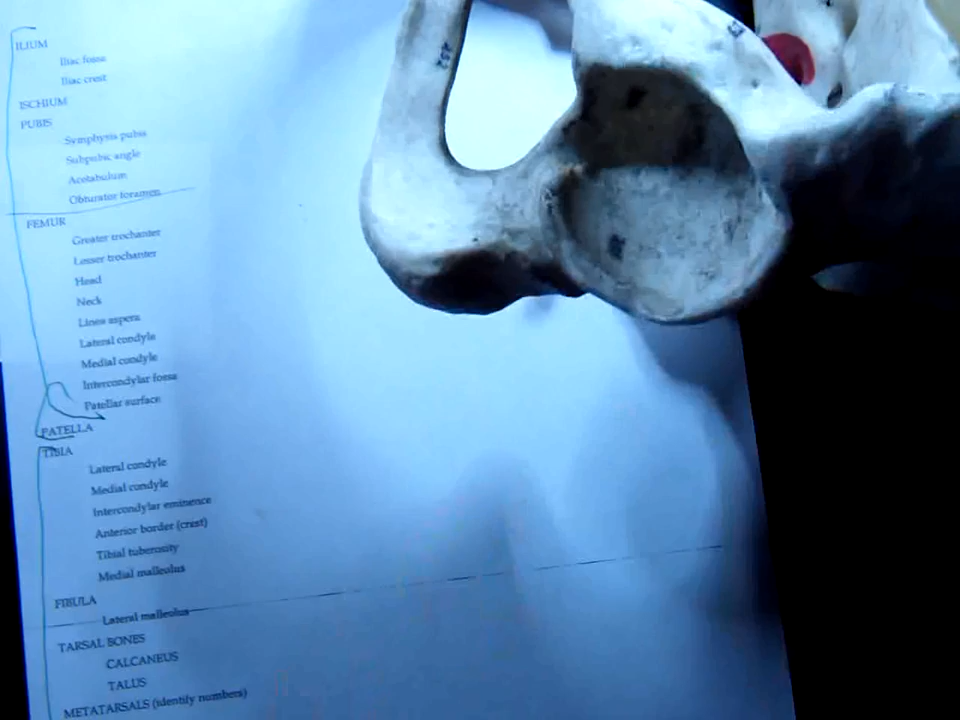 ILIUM
Iliac fossa
Iliac crest
ISCHIUM
PUBIS
Symphysis pubis
Subpubic angle
Acetabulum
Obturator foramen
FEMUR
Greater trochanter
Lesser trochanter
Head
Neck
Linea aspera
Lateral condyle
Medial condyle
Intercondylar fossa
Patellar surface
PATELLA
TIBIA
Lateral condyle
Medial condyle
Intercondylar eminence
Anterior border (crest)
Tibial tuberosity
Medial malleolus
FIBULA
Lateral malleolus
TARSAL BONES
CALCANEUS
TALUS
METATARSALS (identify numbers)